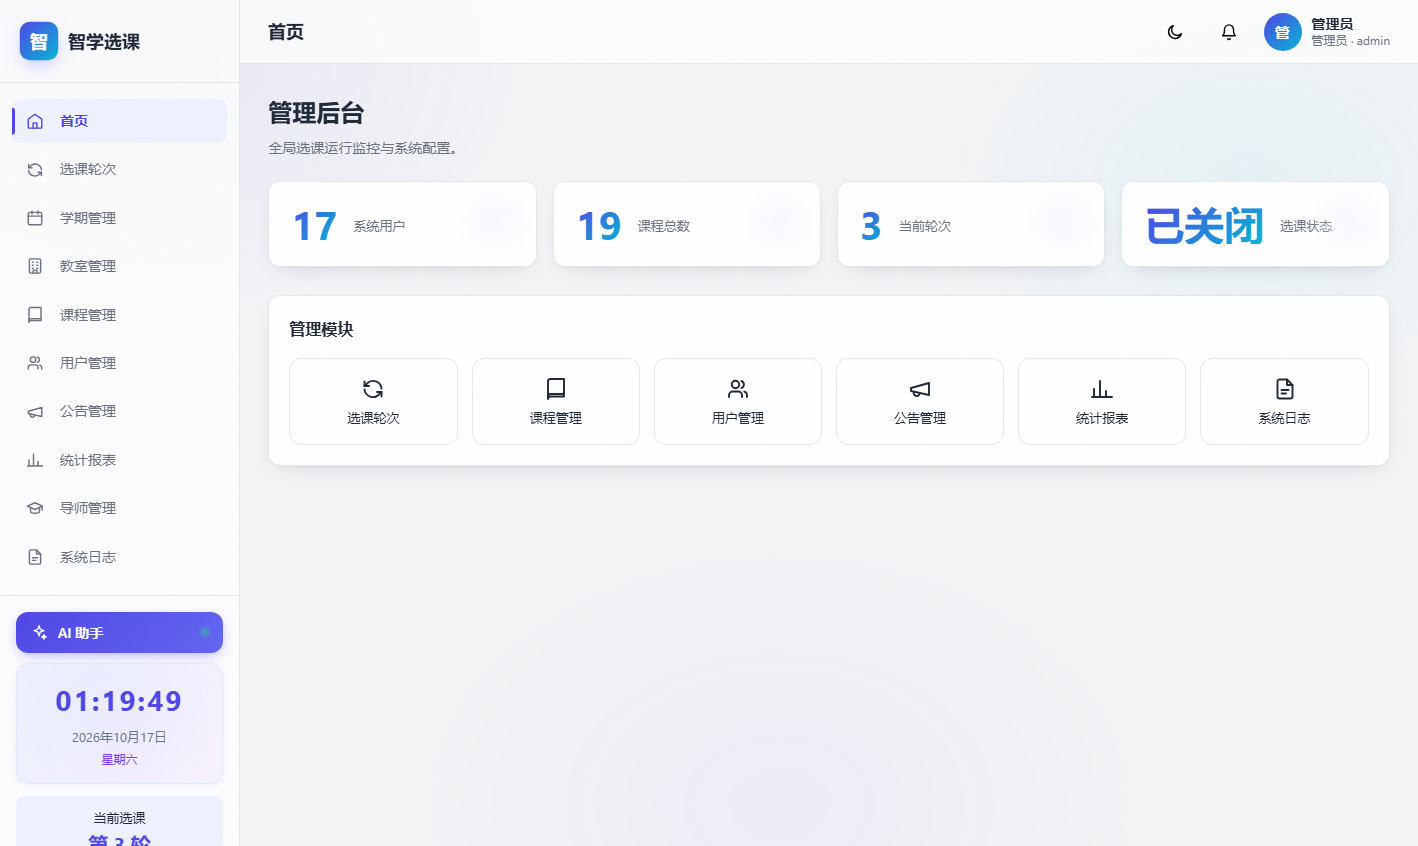 智 智学选课
首页
选课轮次
学期管理
教室管理
课程管理
用户管理
公告管理
统计报表
导师管理
系统日志
AI 助手
01:19:49
2026年10月17日
星期六
当前选课
第 3 轮
首页
管
管理员
管理员 · admin
管理后台
全局选课运行监控与系统配置。
17 系统用户
19 课程总数
3 当前轮次
已关闭 选课状态
管理模块
选课轮次
课程管理
用户管理
公告管理
统计报表
系统日志